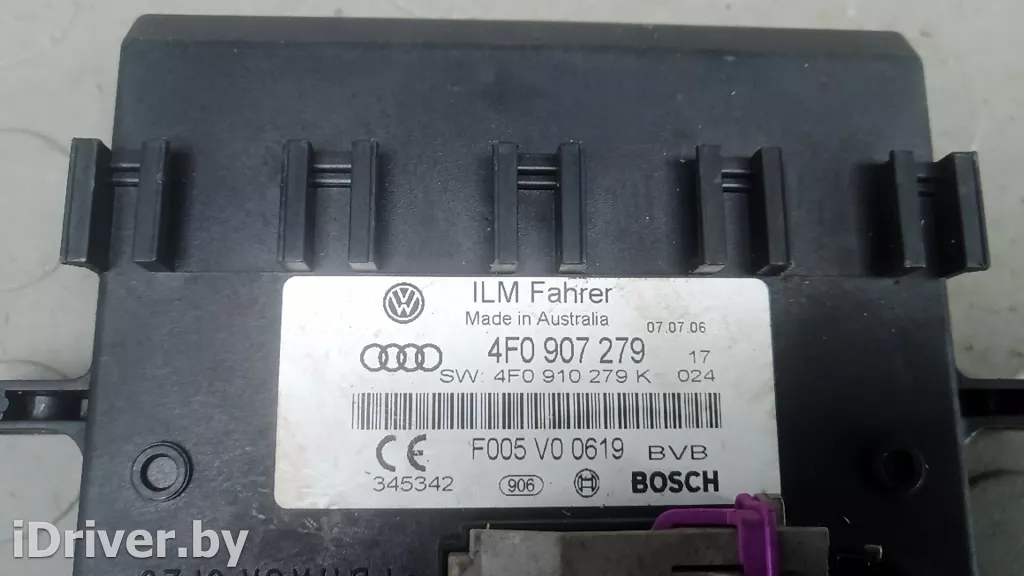 ILM Fahrer
Made in Australia 07.07.06
4F0 907 279 17
SW: 4F0 910 279 K 024
F005 V0 0619 BVB
345342 906 BOSCH
iDriver.by